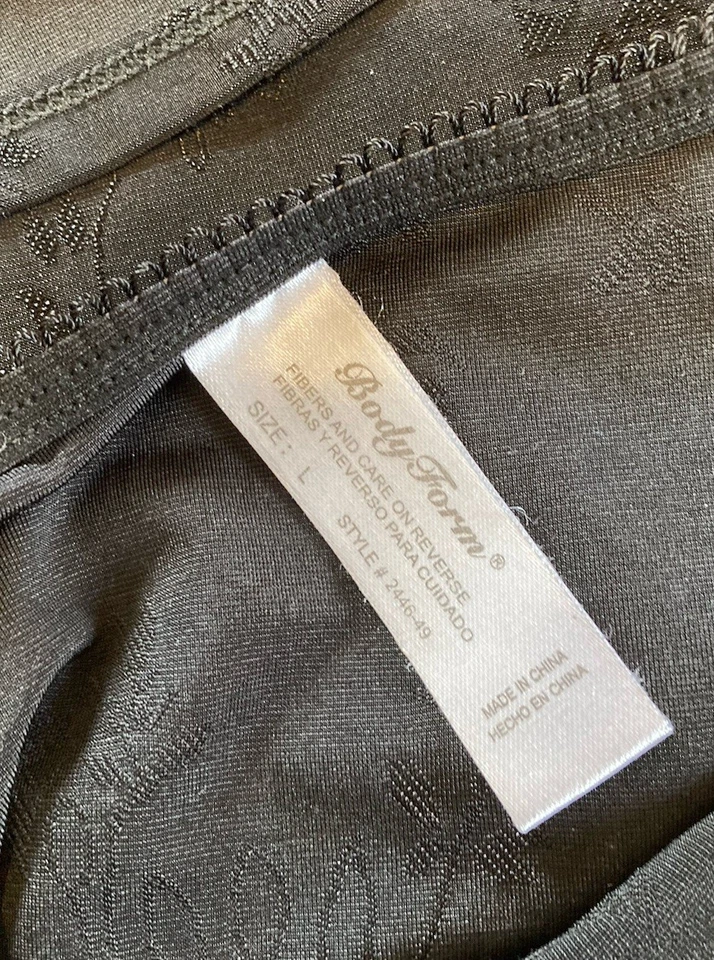 BodyForm®
FIBERS AND CARE ON REVERSE
FIBRAS Y REVERSO PARA CUIDADO
SIZE: L STYLE # 2446-49
MADE IN CHINA
HECHO EN CHINA